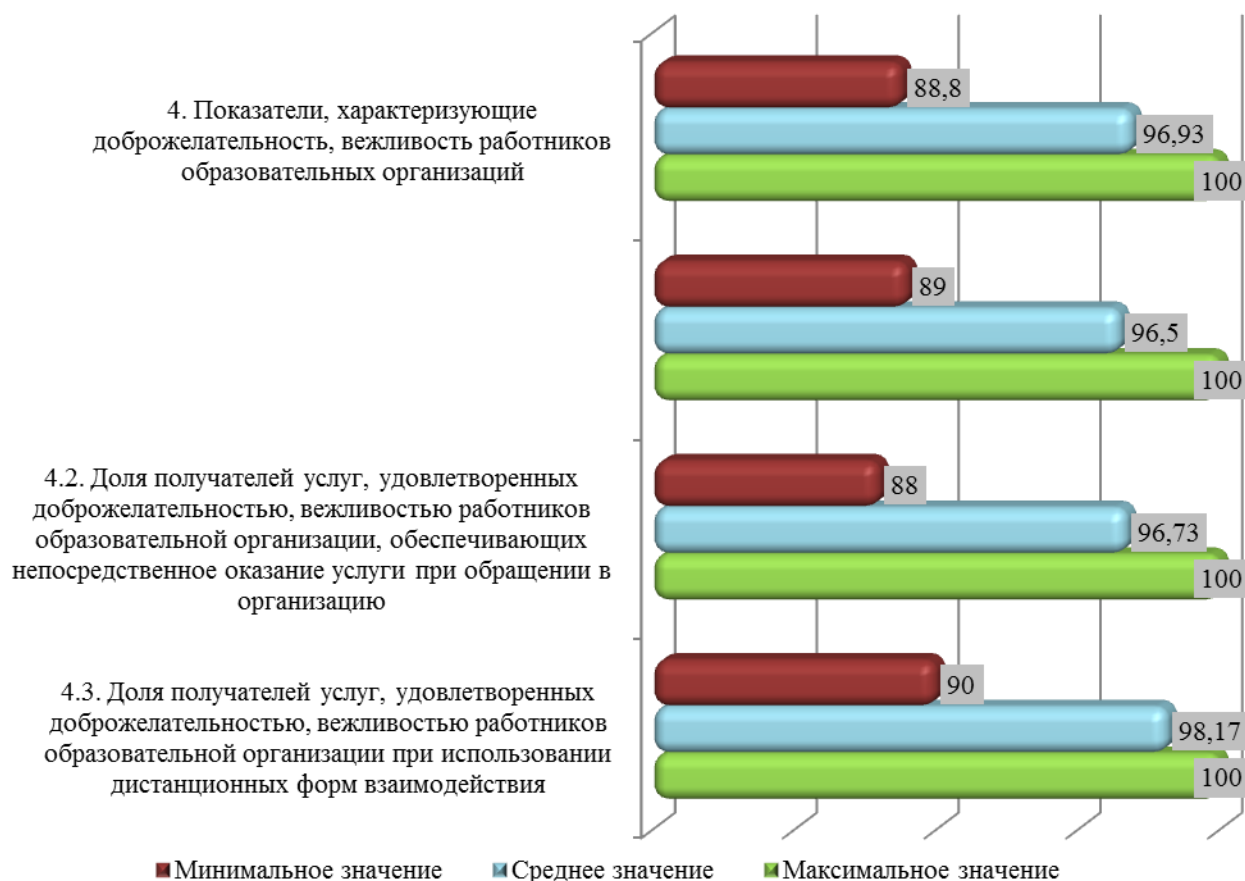 4. Показатели, характеризующие
доброжелательность, вежливость работников
образовательных организаций
88,8
96,93
100
89
96,5
100
4.2. Доля получателей услуг, удовлетворенных
доброжелательностью, вежливостью работников
образовательной организации, обеспечивающих
непосредственное оказание услуги при обращении в
организацию
88
96,73
100
4.3. Доля получателей услуг, удовлетворенных
доброжелательностью, вежливостью работников
образовательной организации при использовании
дистанционных форм взаимодействия
90
98,17
100
Минимальное значение Среднее значение Максимальное значение